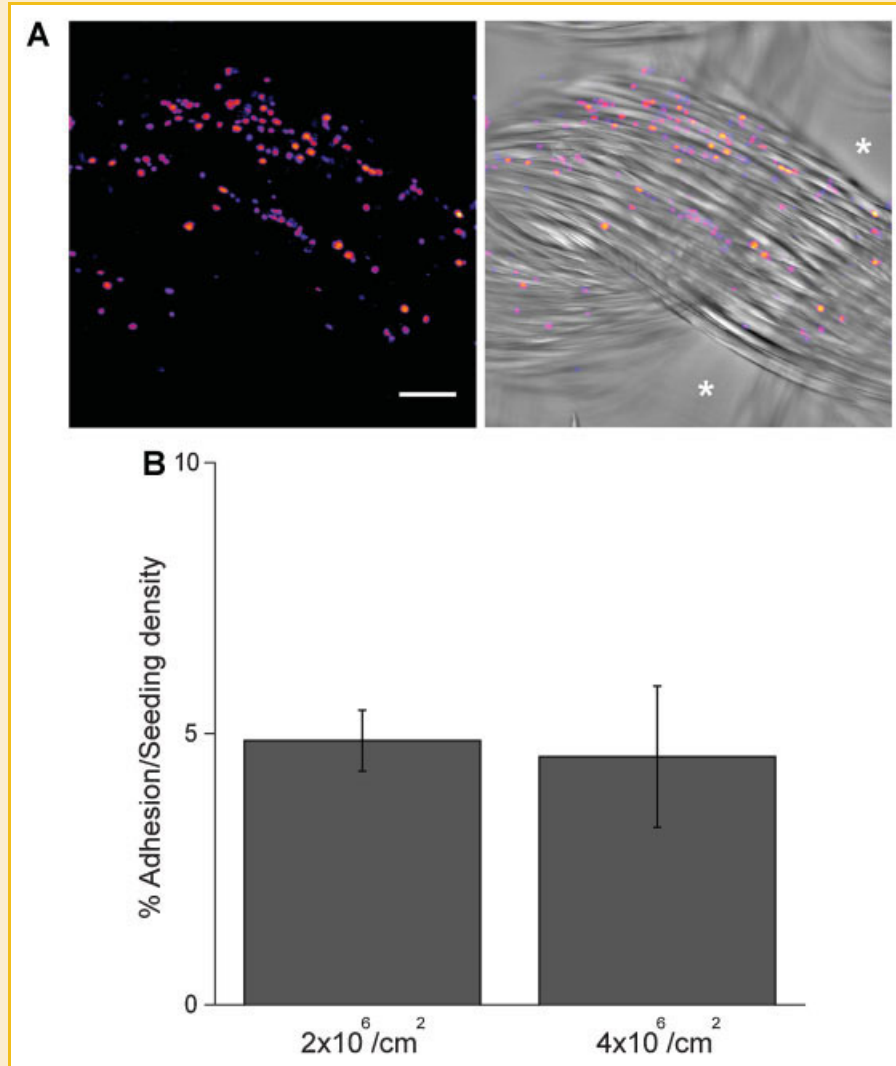 A
*
*
B
10
5
0
% Adhesion/Seeding density
2x10⁶/cm²
4x10⁶/cm²